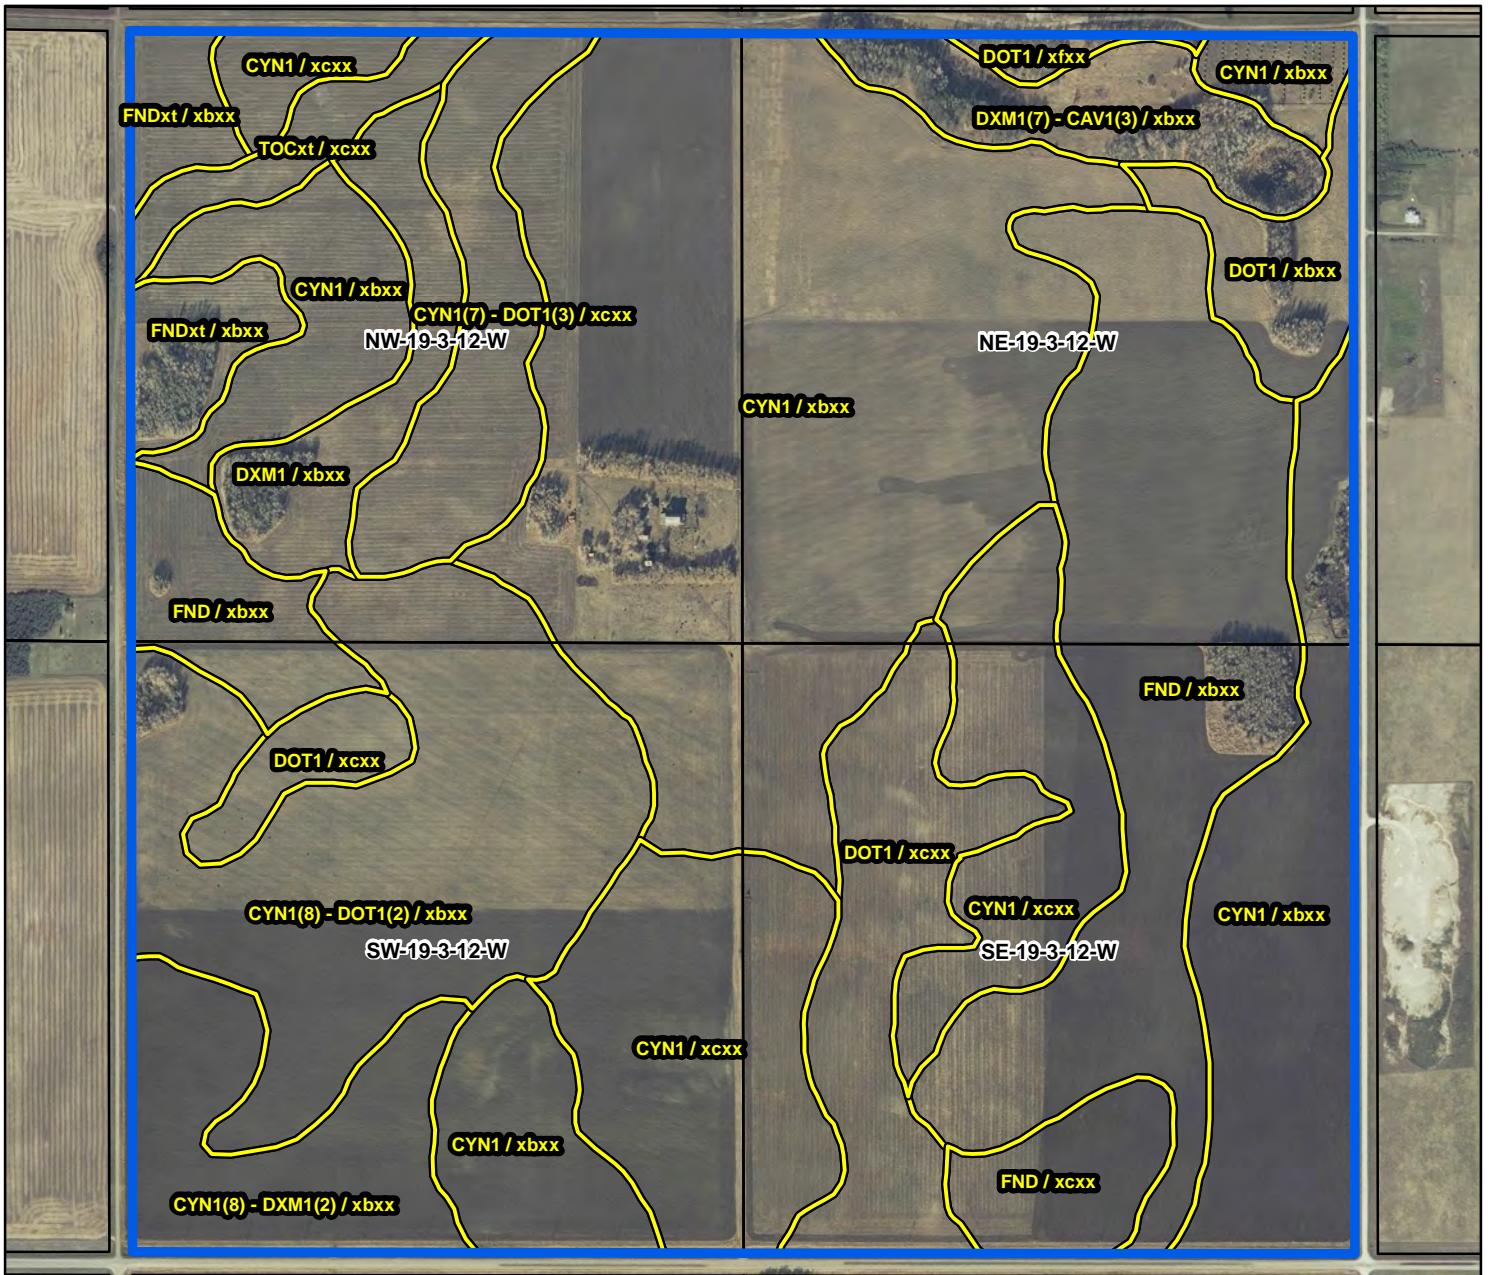 CYN1 / xcxx
DOT1 / xfxx
CYN1 / xbxx
FNDxt / xbxx
DXM1(7) - CAV1(3) / xbxx
TOCxt / xcxx
DOT1 / xbxx
CYN1 / xbxx
CYN1(7) - DOT1(3) / xcxx
FNDxt / xbxx
NW-19-3-12-W
NE-19-3-12-W
CYN1 / xbxx
DXM1 / xbxx
FND / xbxx
FND / xbxx
DOT1 / xcxx
DOT1 / xcxx
CYN1(8) - DOT1(2) / xbxx
CYN1 / xcxx
CYN1 / xbxx
SW-19-3-12-W
SE-19-3-12-W
CYN1 / xcxx
CYN1 / xbxx
FND / xcxx
CYN1(8) - DXM1(2) / xbxx